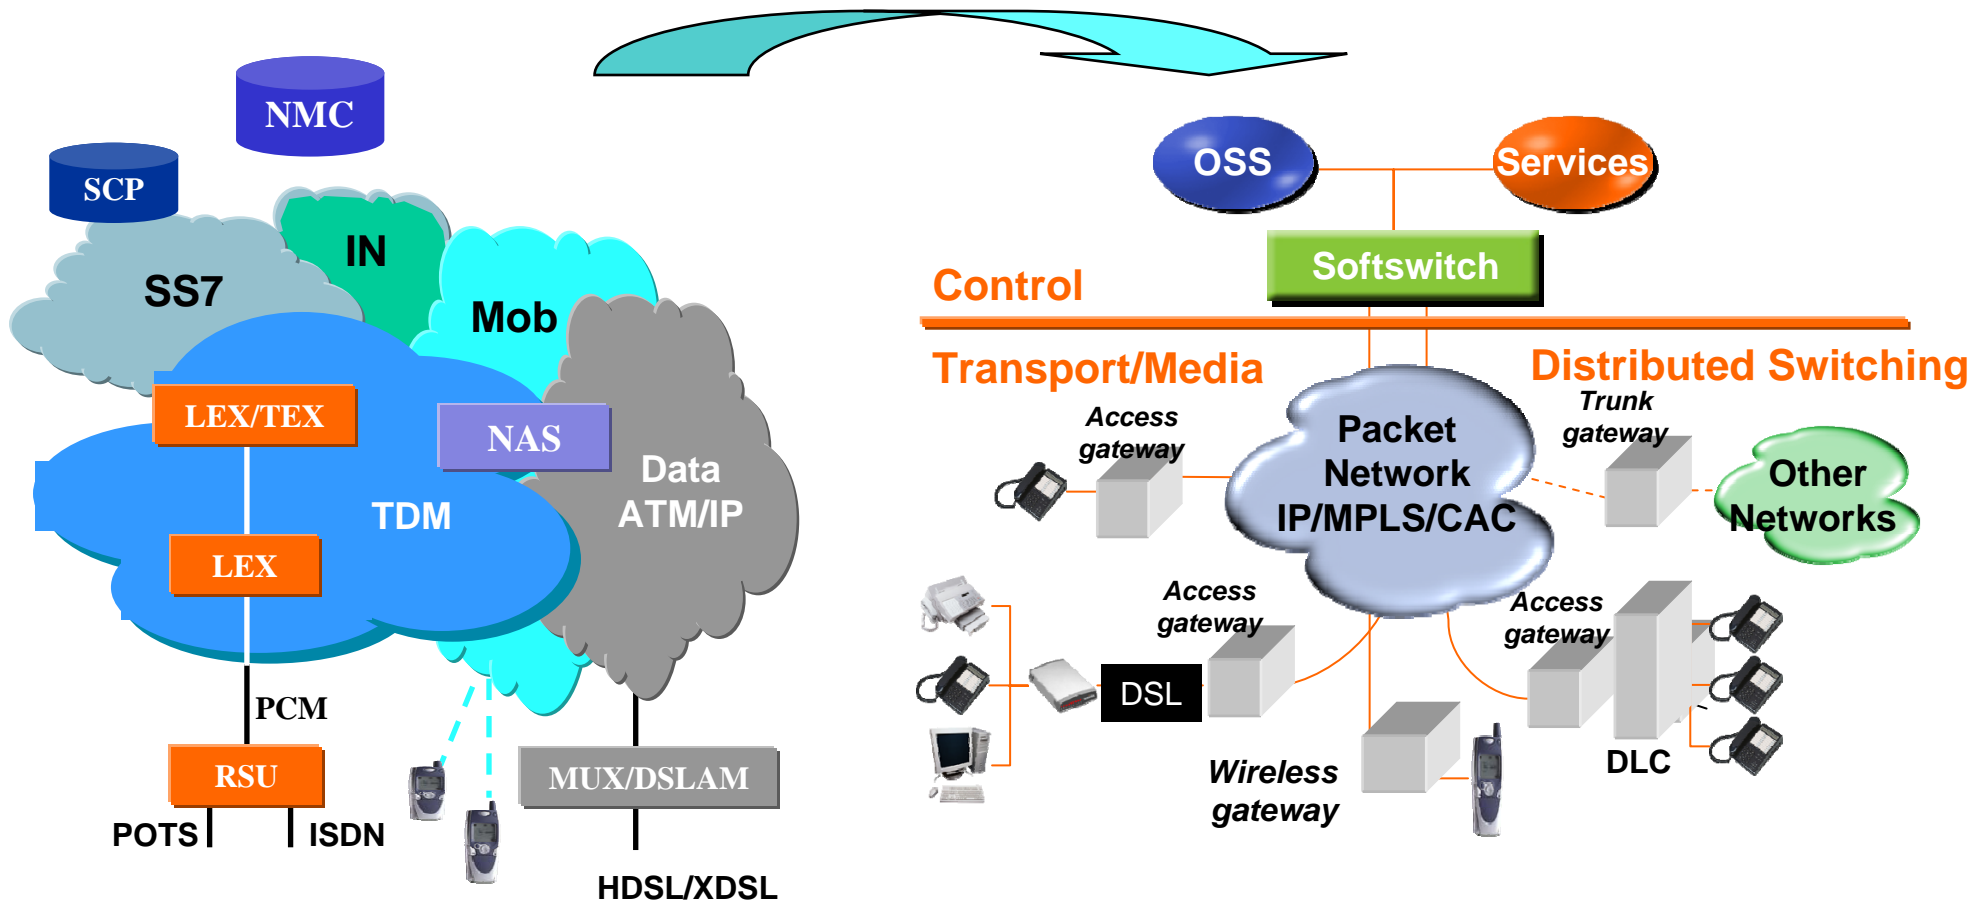 NMC
SCP
IN
SS7
Mob
LEX/TEX
NAS
Data
ATM/IP
TDM
LEX
PCM
RSU
MUX/DSLAM
POTS
ISDN
HDSL/XDSL
OSS
Services
Softswitch
Control
Transport/Media
Distributed Switching
Access
gateway
Packet
Network
IP/MPLS/CAC
Trunk
gateway
Other
Networks
Access
gateway
Access
gateway
DSL
DLC
Wireless
gateway